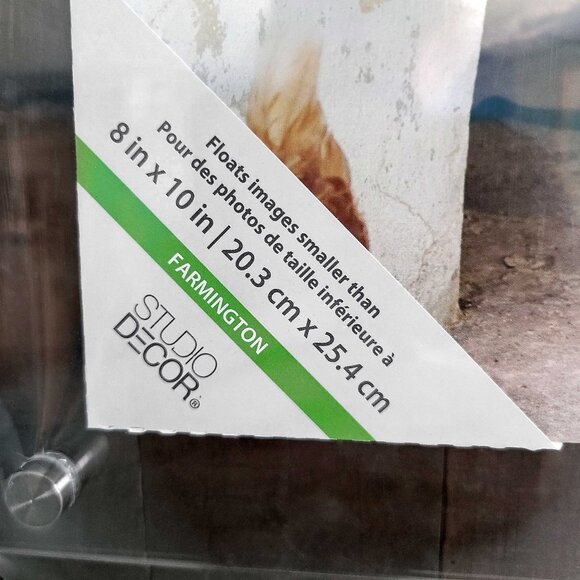 Floats images smaller than
Pour des photos de taille inférieure à
8 in x 10 in | 20.3 cm x 25.4 cm
FARMINGTON
STUDIO
DECOR®